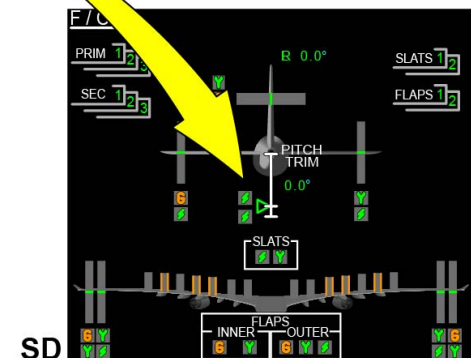 F/C
PRIM 1 2 3
R 0.0°
SLATS 1 2
SEC 1 2 3
Y
FLAPS 1 2
PITCH
TRIM
0.0°
G Y
SLATS
Y
FLAPS
INNER OUTER
G Y G Y Y G
Y G Y G Y
SD